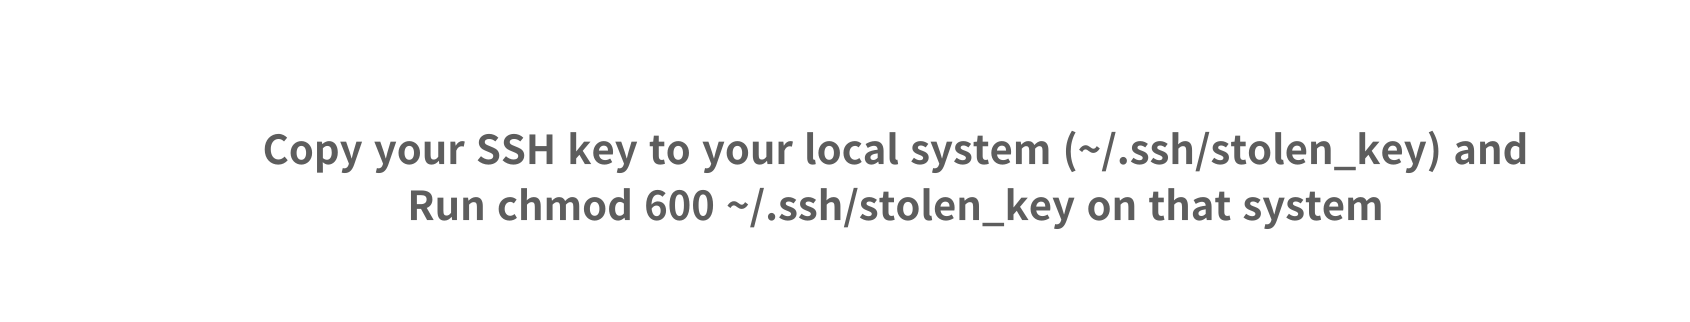 Copy your SSH key to your local system (~/.ssh/stolen_key) and
Run chmod 600 ~/.ssh/stolen_key on that system